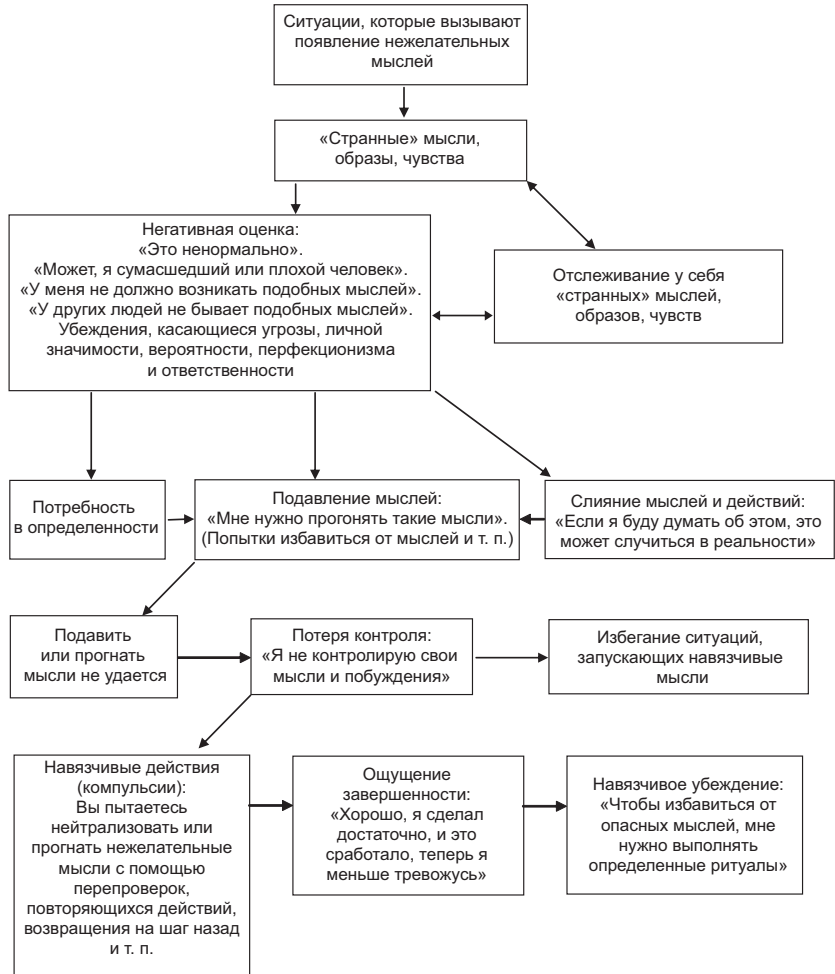 Ситуации, которые вызывают
появление нежелательных
мыслей
«Странные» мысли,
образы, чувства
Негативная оценка:
«Это ненормально».
«Может, я сумасшедший или плохой человек».
«У меня не должно возникать подобных мыслей».
«У других людей не бывает подобных мыслей».
Убеждения, касающиеся угрозы, личной
значимости, вероятности, перфекционизма
и ответственности
Отслеживание у себя
«странных» мыслей,
образов, чувств
Потребность
в определенности
Подавление мыслей:
«Мне нужно прогонять такие мысли».
(Попытки избавиться от мыслей и т. п.)
Слияние мыслей и действий:
«Если я буду думать об этом, это
может случиться в реальности»
Подавить
или прогнать
мысли не удается
Потеря контроля:
«Я не контролирую свои
мысли и побуждения»
Избегание ситуаций,
запускающих навязчивые
мысли
Навязчивые действия
(компульсии):
Вы пытаетесь
нейтрализовать или
прогнать нежелательные
мысли с помощью
перепроверок,
повторяющихся действий,
возвращения на шаг назад
и т. п.
Ощущение
завершенности:
«Хорошо, я сделал
достаточно, и это
сработало, теперь я
меньше тревожусь»
Навязчивое убеждение:
«Чтобы избавиться от
опасных мыслей, мне
нужно выполнять
определенные ритуалы»